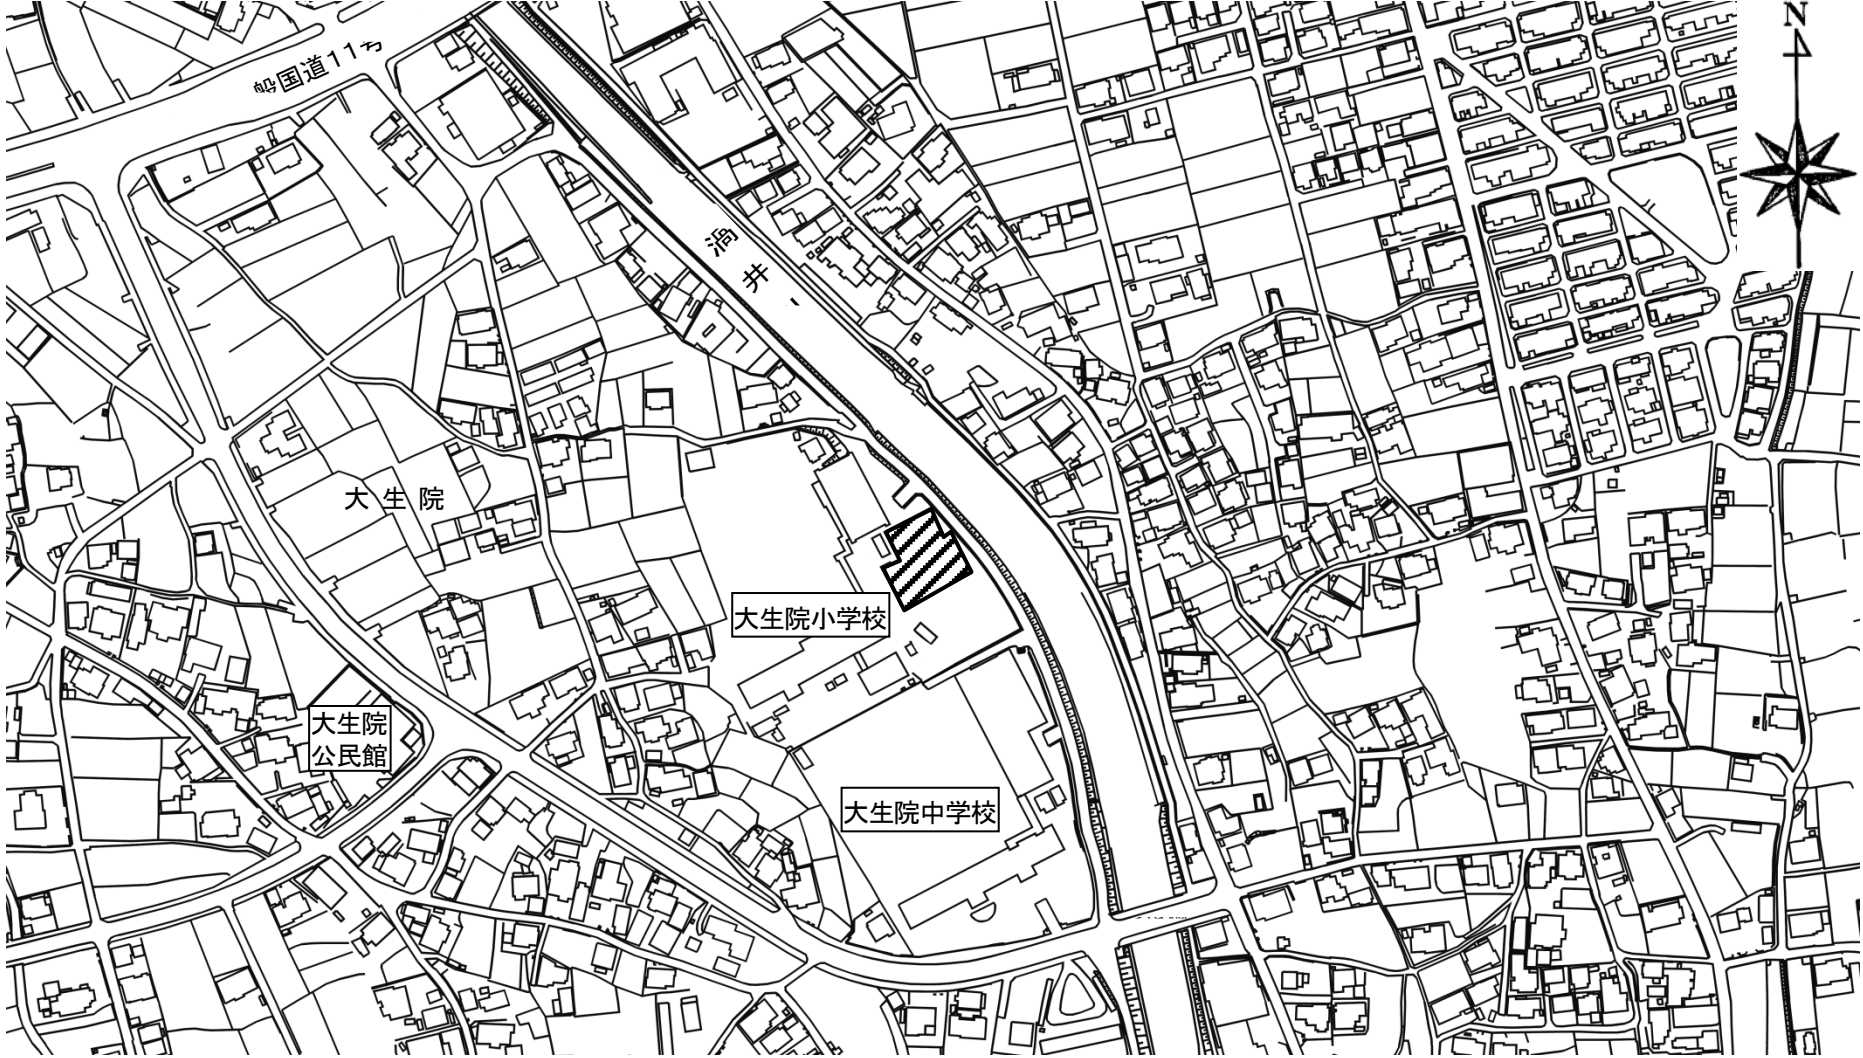 N
般国道11号
渦井
大生院
大生院小学校
大生院
公民館
大生院中学校